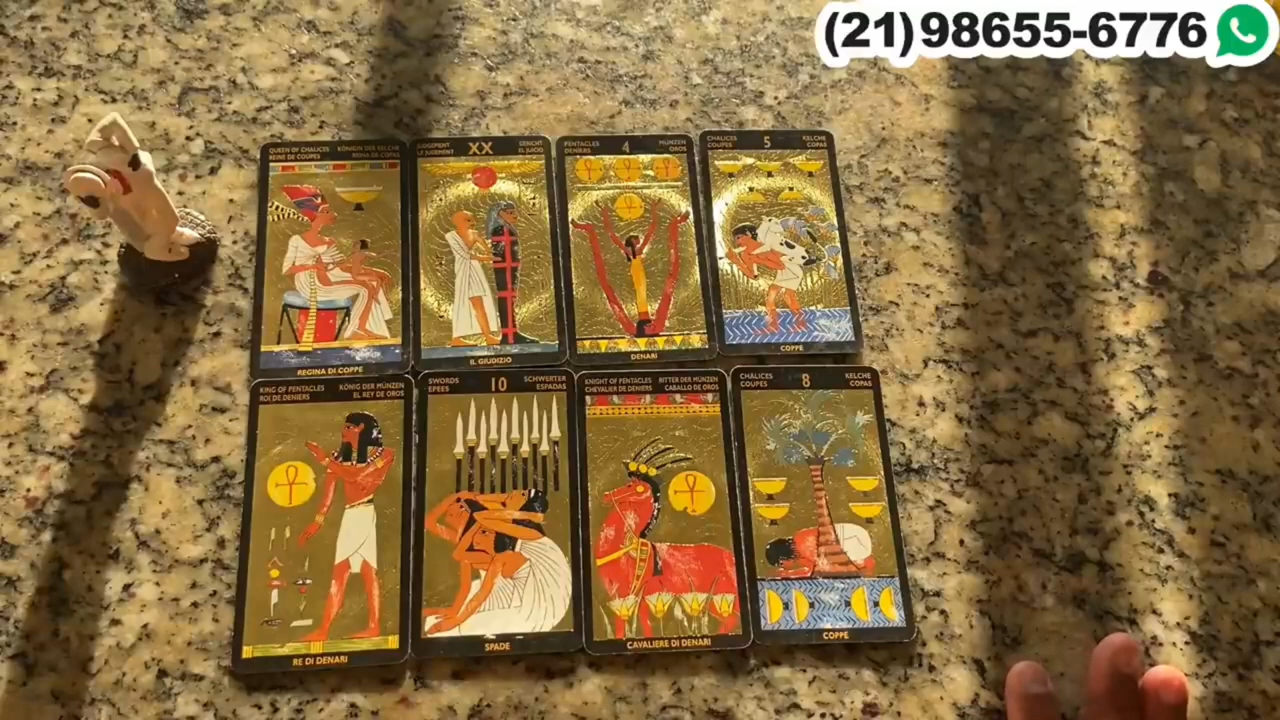 (21)98655-6776
QUEEN OF CHALICES KÖNIGIN DER KELCHE
REINE DE COUPES REINA DE COPAS
REGINA DI COPPE
JUDGEMENT XX GERICHT
LE JUGEMENT EL JUICIO
IL GIUDIZIO
PENTACLES 4 MÜNZEN
DENIERS OROS
DENARI
CHALICES 5 KELCHE
COUPES COPAS
COPPE
KING OF PENTACLES KÖNIG DER MÜNZEN
ROI DE DENIERS EL REY DE OROS
RE DI DENARI
SWORDS 10 SCHWERTER
EPEES ESPADAS
SPADE
KNIGHT OF PENTACLES RITTER DER MÜNZEN
CHEVALIER DE DENIERS CABALLO DE OROS
CAVALIERE DI DENARI
CHALICES 8 KELCHE
COUPES COPAS
COPPE